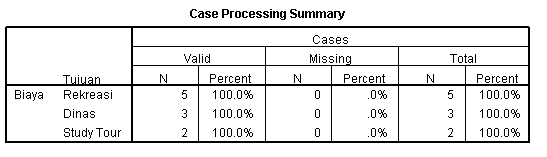 Case Processing Summary
Cases
Valid Missing Total
Tujuan N Percent N Percent N Percent
Biaya Rekreasi 5 100.0% 0 .0% 5 100.0%
Dinas 3 100.0% 0 .0% 3 100.0%
Study Tour 2 100.0% 0 .0% 2 100.0%